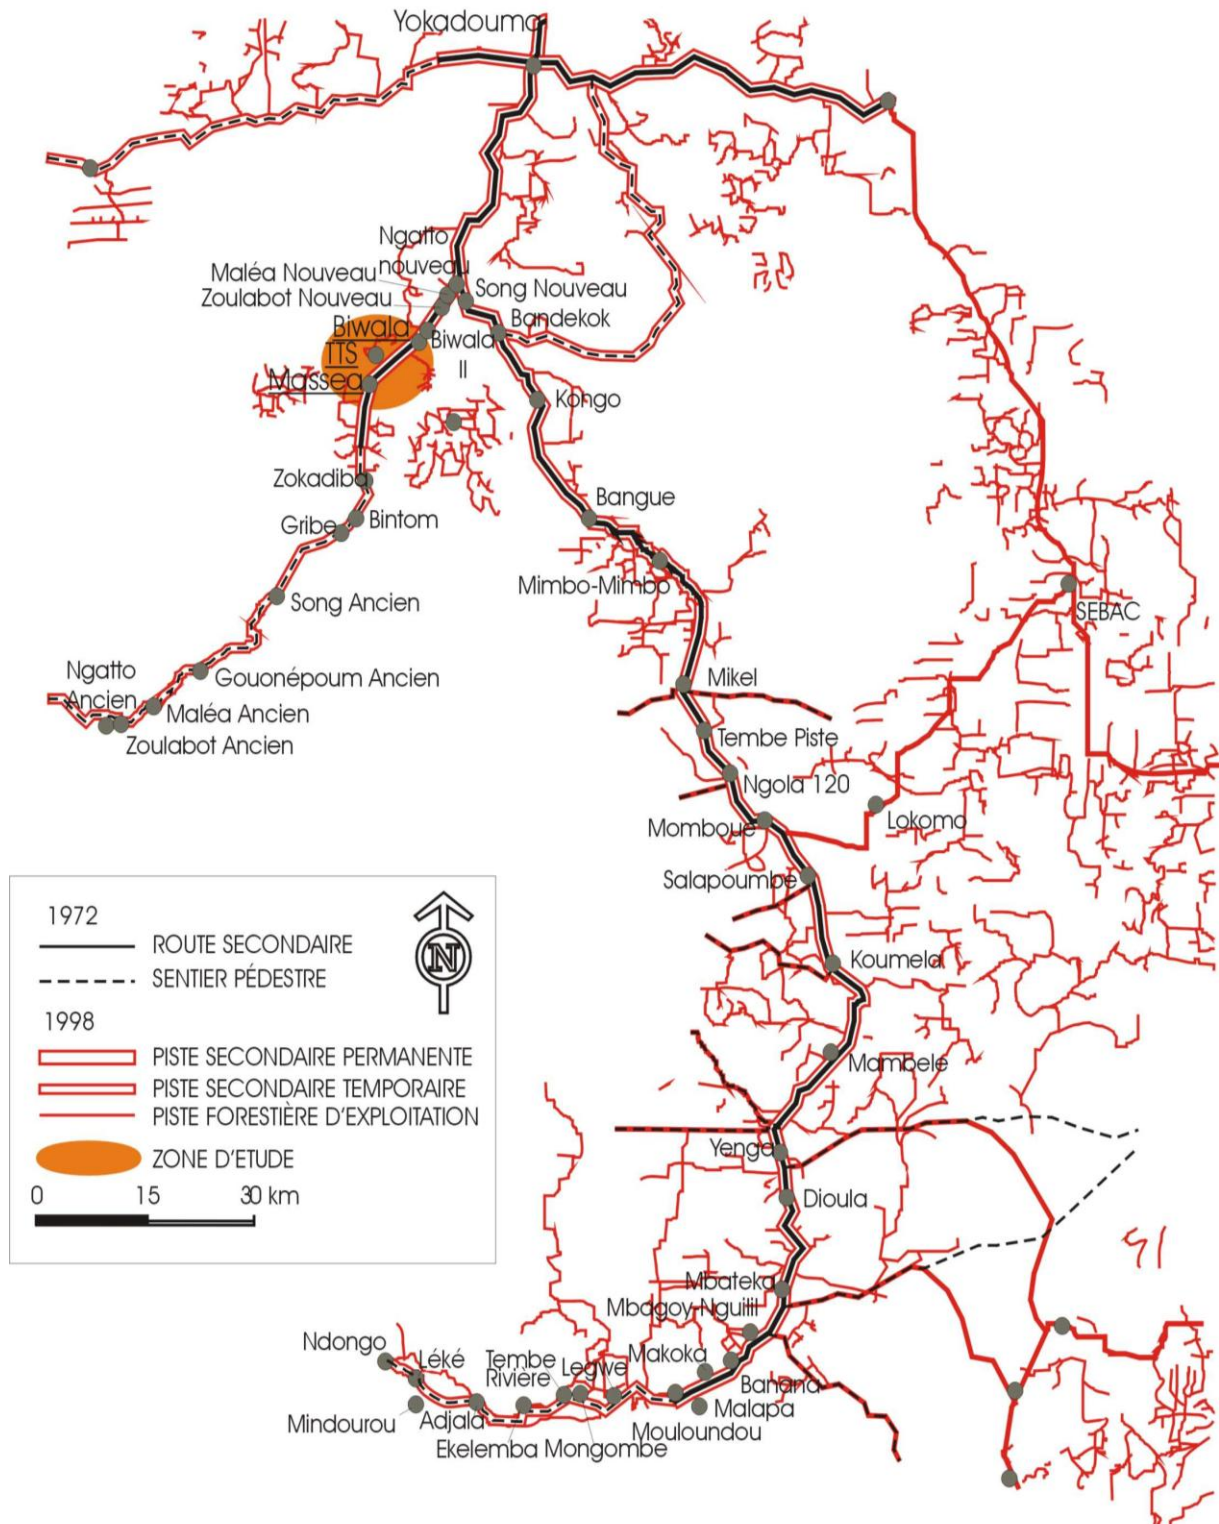 Yokadouma
Ngatto
nouveau
Maléa Nouveau
Zoulabot Nouveau
Song Nouveau
Bandekok
Biwala
Biwala
II
TTS
Massea
Kongo
Zokadiba
Bangue
Gribe
Bintom
Mimbo-Mimbo
Song Ancien
SEBAC
Ngatto
Ancien
Gouonépoum Ancien
Mikel
Maléa Ancien
Zoulabot Ancien
Tembe Piste
Ngola 120
Momboue
Lokomo
Salapoumbe
Koumela
Mambele
Yenga
Dioula
1972
ROUTE SECONDAIRE
SENTIER PÉDESTRE
N
1998
PISTE SECONDAIRE PERMANENTE
PISTE SECONDAIRE TEMPORAIRE
PISTE FORESTIÈRE D'EXPLOITATION
ZONE D'ETUDE
0 15 30 km
Mbateka
Mbagoy-Nguilil
Ndongo
Léké
Tembe
Rivière
Legwe
Makoka
Banana
Malapa
Mindourou
Adjala
Mouloundou
Ekelemba
Mongombe